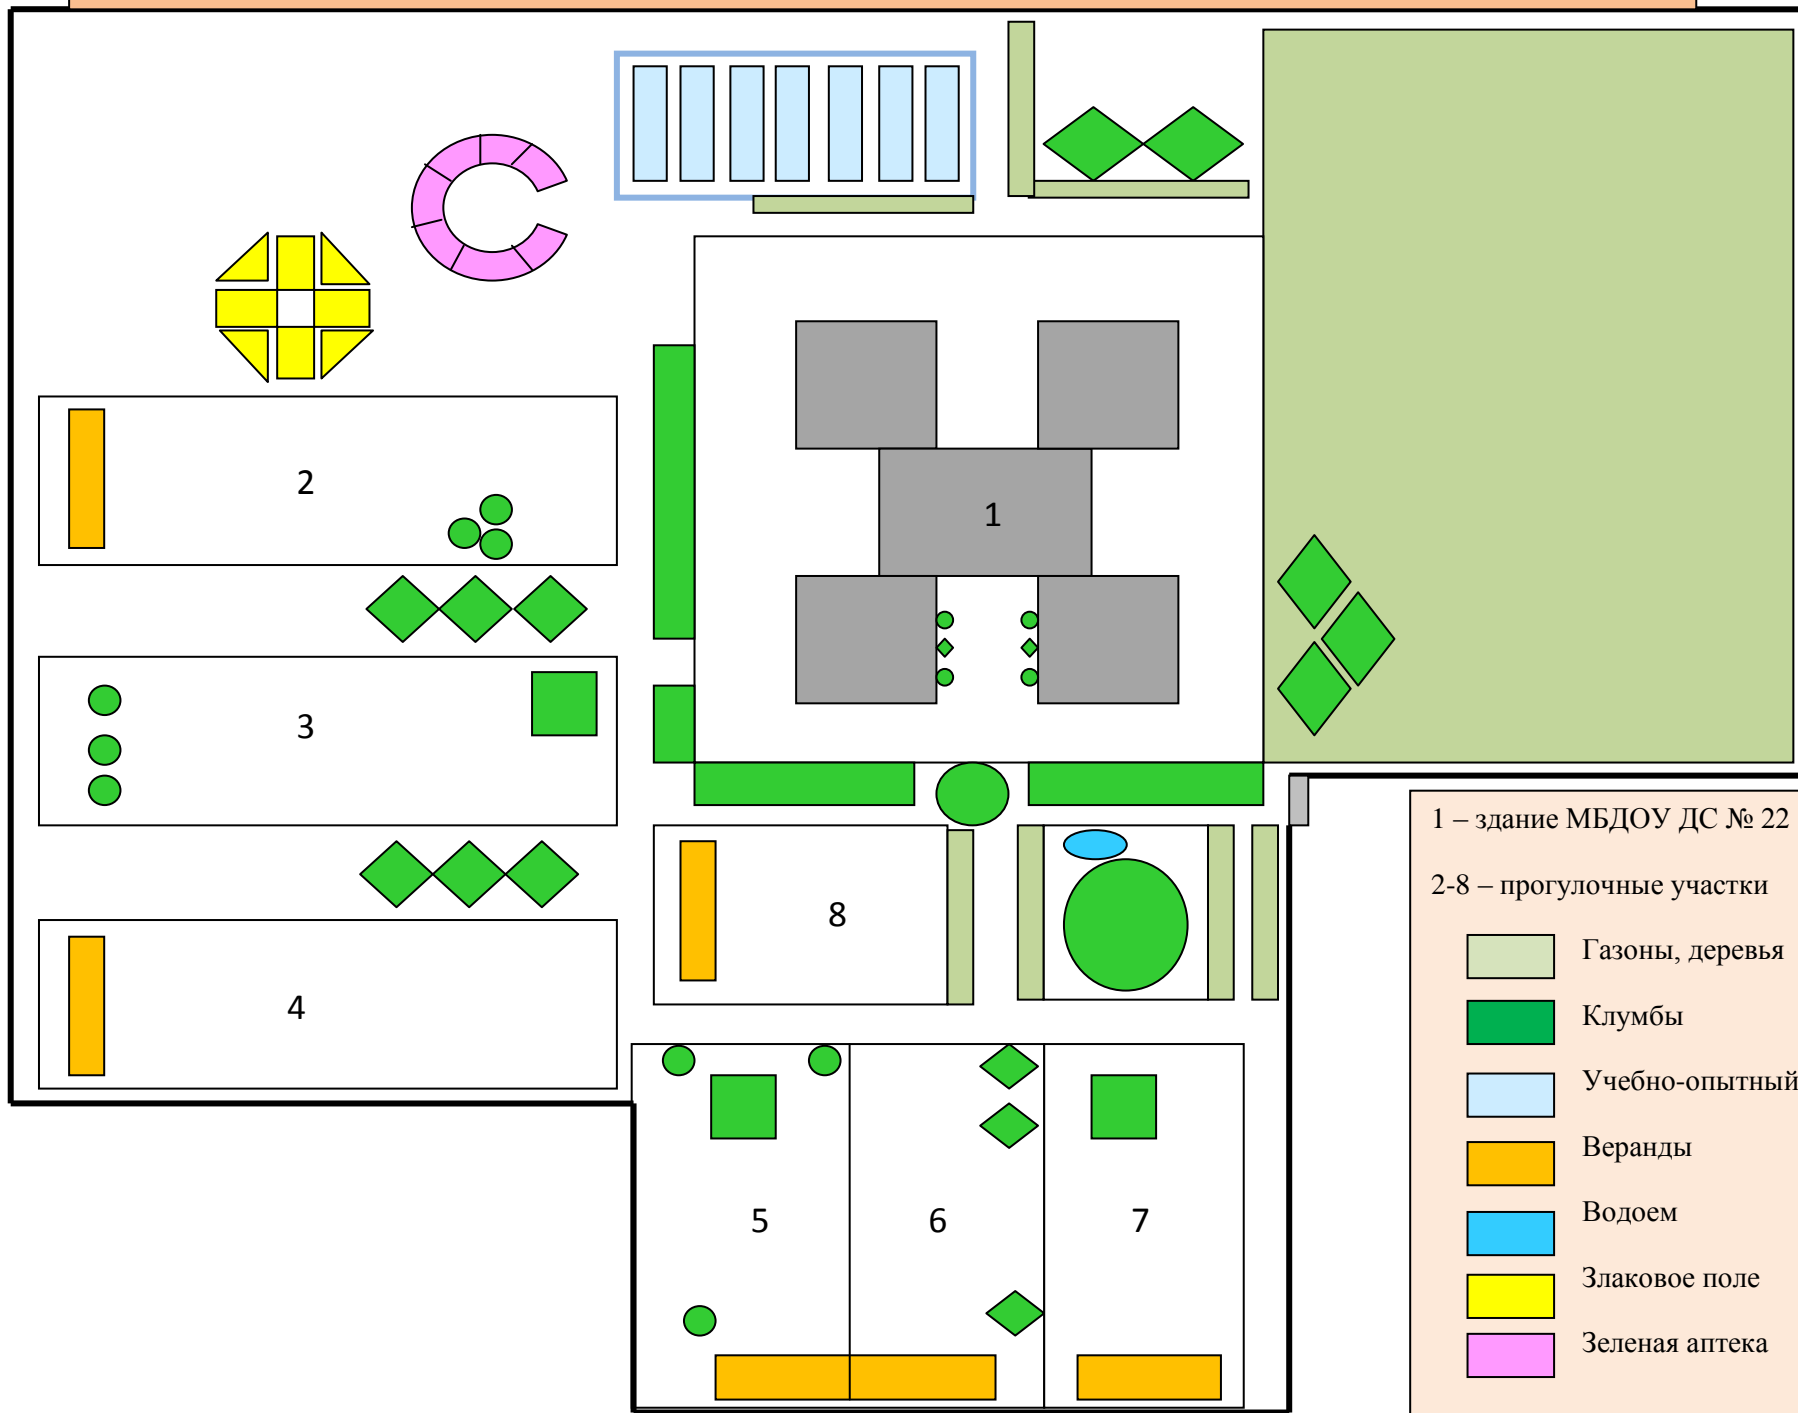 2
1
3
8
4
5
6
7
1 – здание МБДОУ ДС № 22
2-8 – прогулочные участки
Газоны, деревья
Клумбы
Учебно-опытный
Веранды
Водоем
Злаковое поле
Зеленая аптека